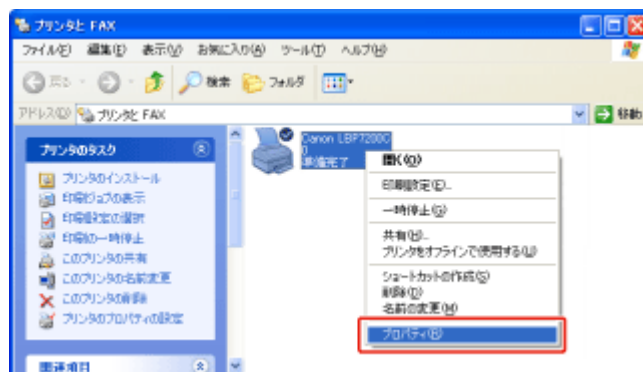 プリンタと FAX
ファイル(F) 編集(E) 表示(V) お気に入り(A) ツール(T) ヘルプ(H)
戻る 検索 フォルダ
アドレス(D) プリンタと FAX 移動
プリンタのタスク
プリンタのインストール
印刷ジョブの表示
印刷設定の選択
印刷の一時停止
このプリンタの共有
このプリンタの名前変更
このプリンタの削除
プリンタのプロパティの設定
関連項目
Canon LBP7200C
0
準備完了
開く(O)
印刷設定(E)...
一時停止(G)
共有(H)...
プリンタをオフラインで使用する(U)
ショートカットの作成(S)
削除(D)
名前の変更(M)
プロパティ(R)